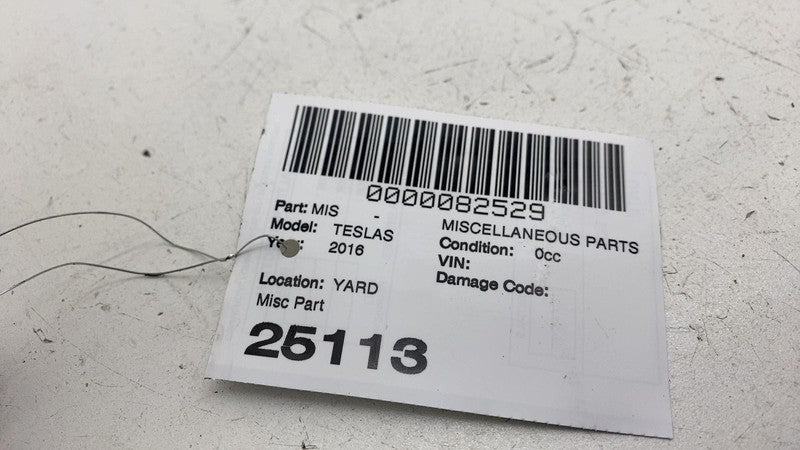 0000082529
Part: MIS - MISCELLANEOUS PARTS
Model: TESLAS Condition: 0cc
2016 VIN:
Damage Code:
Location: YARD
Misc Part
25113